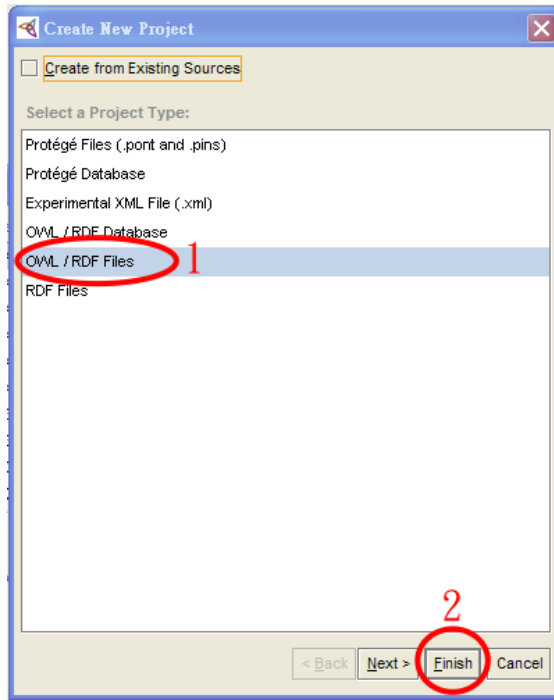 Create New Project
Create from Existing Sources
Select a Project Type:
Protégé Files (.pont and .pins)
Protégé Database
Experimental XML File (.xml)
OWL / RDF Database
OWL / RDF Files 1
RDF Files
2
< Back Next > Finish Cancel